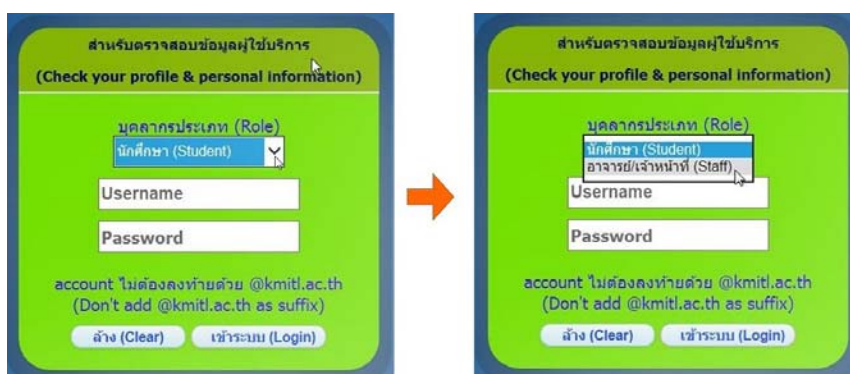 สำหรับตรวจสอบข้อมูลผู้ใช้บริการ
(Check your profile & personal information)
บุคลากรประเภท (Role)
นักศึกษา (Student)
Username
Password
account ไม่ต้องลงท้ายด้วย @kmitl.ac.th
(Don't add @kmitl.ac.th as suffix)
ล้าง (Clear) เข้าระบบ (Login)
สำหรับตรวจสอบข้อมูลผู้ใช้บริการ
(Check your profile & personal information)
บุคลากรประเภท (Role)
นักศึกษา (Student)
อาจารย์/เจ้าหน้าที่ (Staff)
Username
Password
account ไม่ต้องลงท้ายด้วย @kmitl.ac.th
(Don't add @kmitl.ac.th as suffix)
ล้าง (Clear) เข้าระบบ (Login)